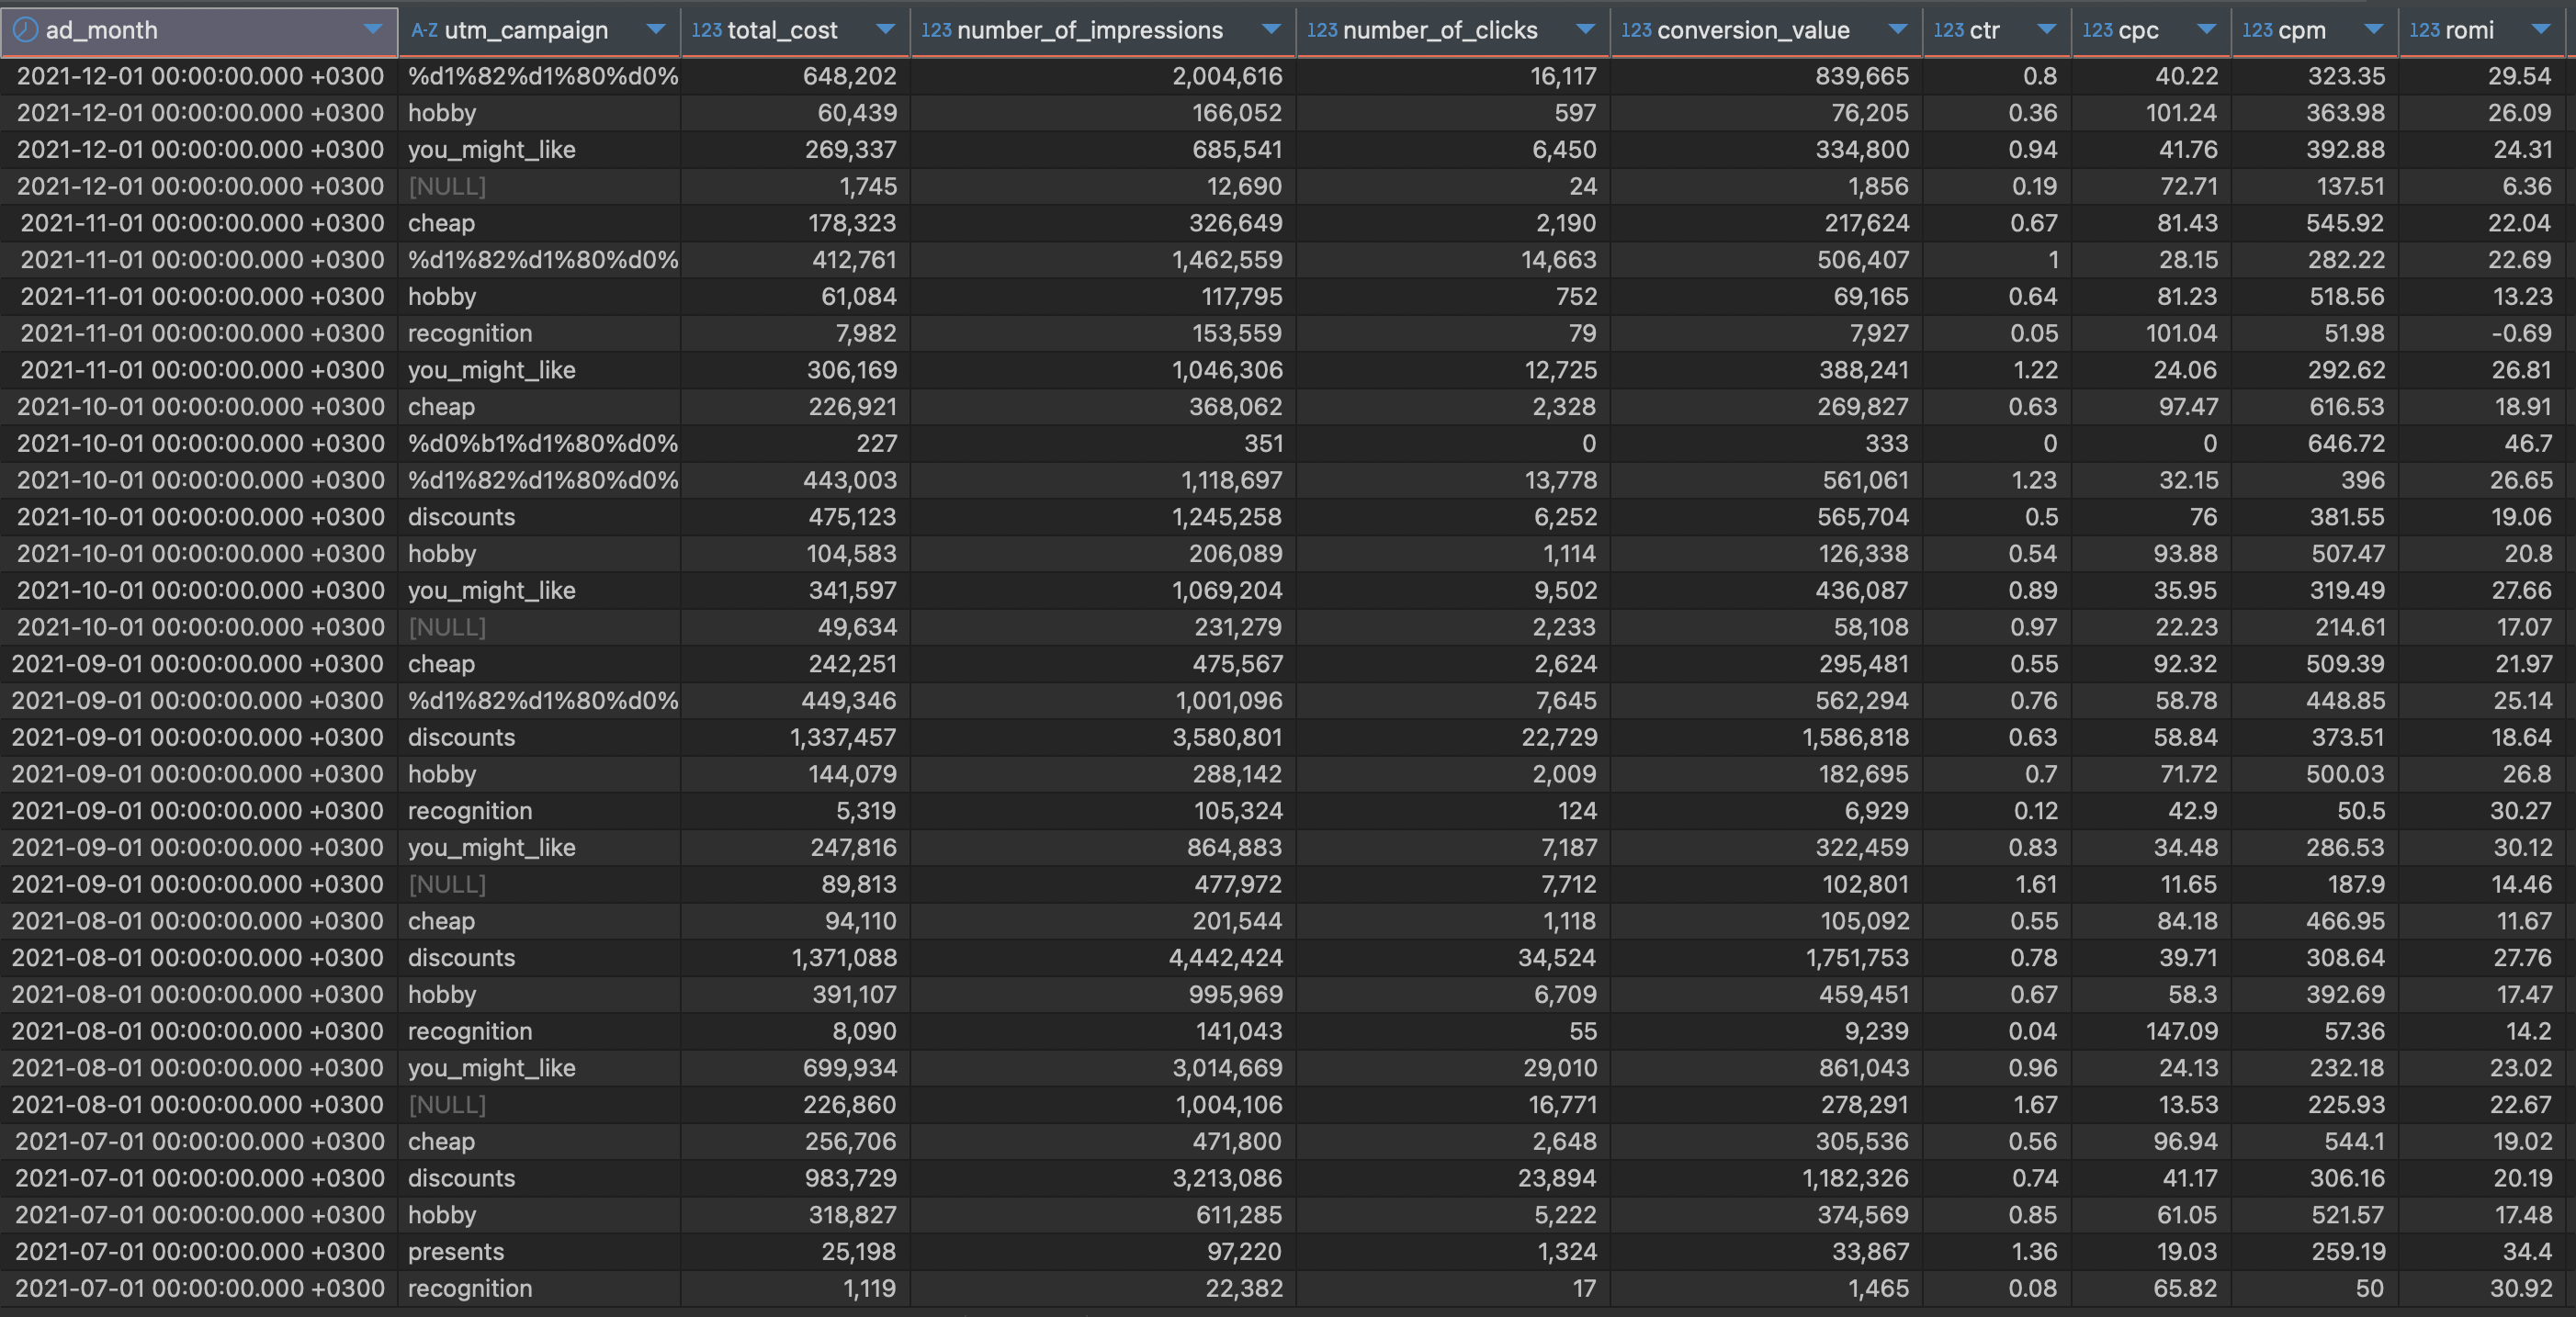 ad_month A-Z utm_campaign 123 total_cost 123 number_of_impressions 123 number_of_clicks 123 conversion_value 123 ctr 123 cpc 123 cpm 123 romi
2021-12-01 00:00:00.000 +0300 %d1%82%d1%80%d0% 648,202 2,004,616 16,117 839,665 0.8 40.22 323.35 29.54
2021-12-01 00:00:00.000 +0300 hobby 60,439 166,052 597 76,205 0.36 101.24 363.98 26.09
2021-12-01 00:00:00.000 +0300 you_might_like 269,337 685,541 6,450 334,800 0.94 41.76 392.88 24.31
2021-12-01 00:00:00.000 +0300 [NULL] 1,745 12,690 24 1,856 0.19 72.71 137.51 6.36
2021-11-01 00:00:00.000 +0300 cheap 178,323 326,649 2,190 217,624 0.67 81.43 545.92 22.04
2021-11-01 00:00:00.000 +0300 %d1%82%d1%80%d0% 412,761 1,462,559 14,663 506,407 1 28.15 282.22 22.69
2021-11-01 00:00:00.000 +0300 hobby 61,084 117,795 752 69,165 0.64 81.23 518.56 13.23
2021-11-01 00:00:00.000 +0300 recognition 7,982 153,559 79 7,927 0.05 101.04 51.98 -0.69
2021-11-01 00:00:00.000 +0300 you_might_like 306,169 1,046,306 12,725 388,241 1.22 24.06 292.62 26.81
2021-10-01 00:00:00.000 +0300 cheap 226,921 368,062 2,328 269,827 0.63 97.47 616.53 18.91
2021-10-01 00:00:00.000 +0300 %d0%b1%d1%80%d0% 227 351 0 333 0 0 646.72 46.7
2021-10-01 00:00:00.000 +0300 %d1%82%d1%80%d0% 443,003 1,118,697 13,778 561,061 1.23 32.15 396 26.65
2021-10-01 00:00:00.000 +0300 discounts 475,123 1,245,258 6,252 565,704 0.5 76 381.55 19.06
2021-10-01 00:00:00.000 +0300 hobby 104,583 206,089 1,114 126,338 0.54 93.88 507.47 20.8
2021-10-01 00:00:00.000 +0300 you_might_like 341,597 1,069,204 9,502 436,087 0.89 35.95 319.49 27.66
2021-10-01 00:00:00.000 +0300 [NULL] 49,634 231,279 2,233 58,108 0.97 22.23 214.61 17.07
2021-09-01 00:00:00.000 +0300 cheap 242,251 475,567 2,624 295,481 0.55 92.32 509.39 21.97
2021-09-01 00:00:00.000 +0300 %d1%82%d1%80%d0% 449,346 1,001,096 7,645 562,294 0.76 58.78 448.85 25.14
2021-09-01 00:00:00.000 +0300 discounts 1,337,457 3,580,801 22,729 1,586,818 0.63 58.84 373.51 18.64
2021-09-01 00:00:00.000 +0300 hobby 144,079 288,142 2,009 182,695 0.7 71.72 500.03 26.8
2021-09-01 00:00:00.000 +0300 recognition 5,319 105,324 124 6,929 0.12 42.9 50.5 30.27
2021-09-01 00:00:00.000 +0300 you_might_like 247,816 864,883 7,187 322,459 0.83 34.48 286.53 30.12
2021-09-01 00:00:00.000 +0300 [NULL] 89,813 477,972 7,712 102,801 1.61 11.65 187.9 14.46
2021-08-01 00:00:00.000 +0300 cheap 94,110 201,544 1,118 105,092 0.55 84.18 466.95 11.67
2021-08-01 00:00:00.000 +0300 discounts 1,371,088 4,442,424 34,524 1,751,753 0.78 39.71 308.64 27.76
2021-08-01 00:00:00.000 +0300 hobby 391,107 995,969 6,709 459,451 0.67 58.3 392.69 17.47
2021-08-01 00:00:00.000 +0300 recognition 8,090 141,043 55 9,239 0.04 147.09 57.36 14.2
2021-08-01 00:00:00.000 +0300 you_might_like 699,934 3,014,669 29,010 861,043 0.96 24.13 232.18 23.02
2021-08-01 00:00:00.000 +0300 [NULL] 226,860 1,004,106 16,771 278,291 1.67 13.53 225.93 22.67
2021-07-01 00:00:00.000 +0300 cheap 256,706 471,800 2,648 305,536 0.56 96.94 544.1 19.02
2021-07-01 00:00:00.000 +0300 discounts 983,729 3,213,086 23,894 1,182,326 0.74 41.17 306.16 20.19
2021-07-01 00:00:00.000 +0300 hobby 318,827 611,285 5,222 374,569 0.85 61.05 521.57 17.48
2021-07-01 00:00:00.000 +0300 presents 25,198 97,220 1,324 33,867 1.36 19.03 259.19 34.4
2021-07-01 00:00:00.000 +0300 recognition 1,119 22,382 17 1,465 0.08 65.82 50 30.92